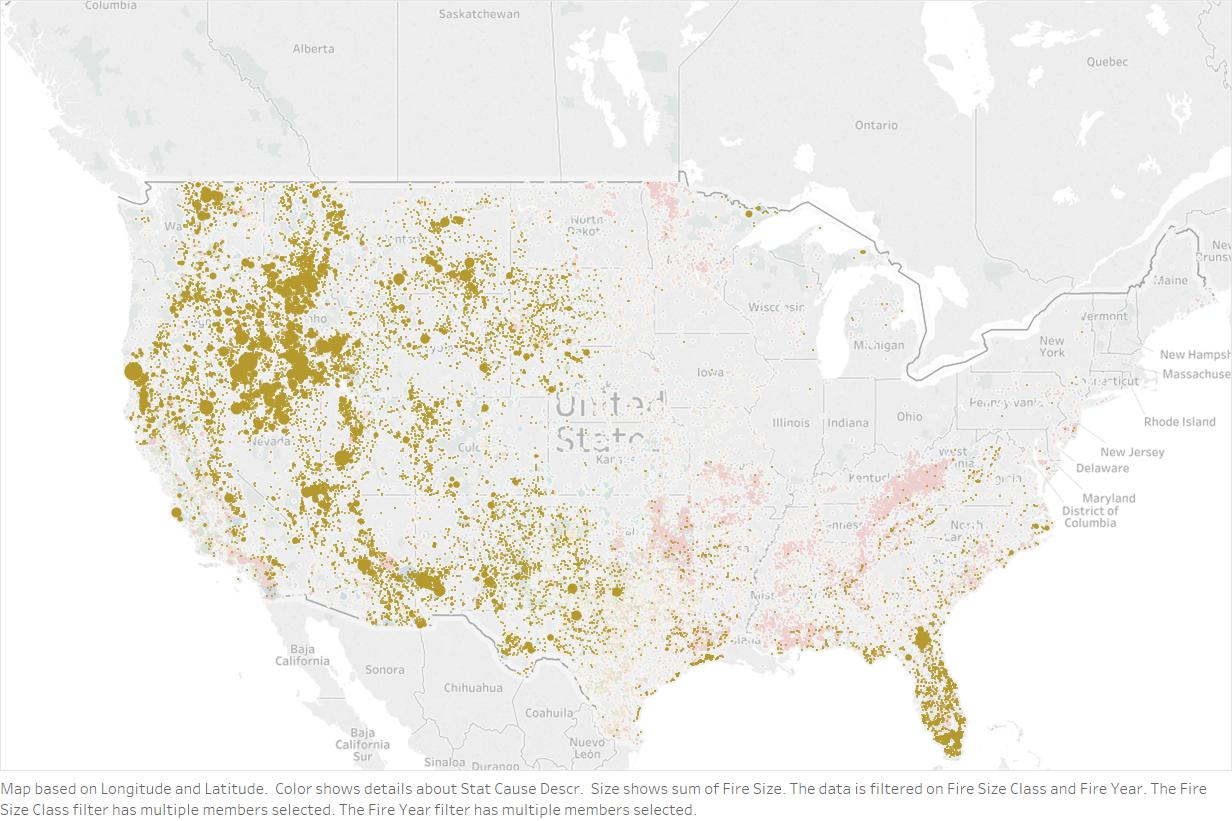 Columbia
Saskatchewan
Alberta
Quebec
Ontario
North
Maine
Wisconsin
Vermont
Michigan
New
York
New Hampsh
Massachuse
Iowa
United
Rhode Island
Illinois
Indiana
Ohio
Nevada
New Jersey
Delaware
West
Maryland
District of
Columbia
Baja
California
Sonora
Chihuahua
Coahuila
Baja
California
Sur
Nuevo
León
Sinaloa
Durango
Map based on Longitude and Latitude.  Color shows details about Stat Cause Descr.  Size shows sum of Fire Size. The data is filtered on Fire Size Class and Fire Year. The Fire
Size Class filter has multiple members selected. The Fire Year filter has multiple members selected.